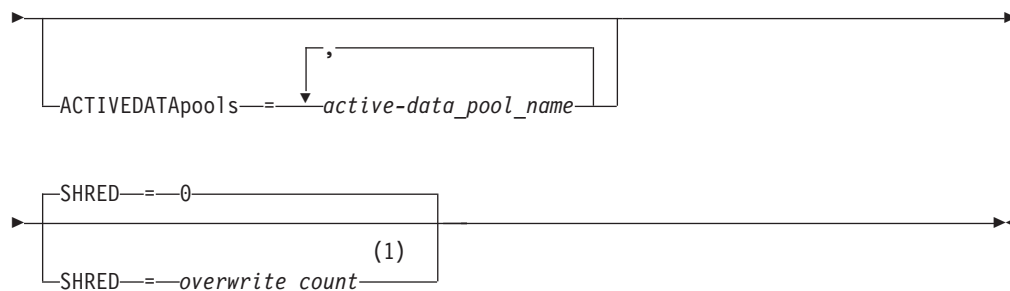 ,
ACTIVEDATApools = active-data_pool_name
SHRED = 0
(1)
SHRED = overwrite count